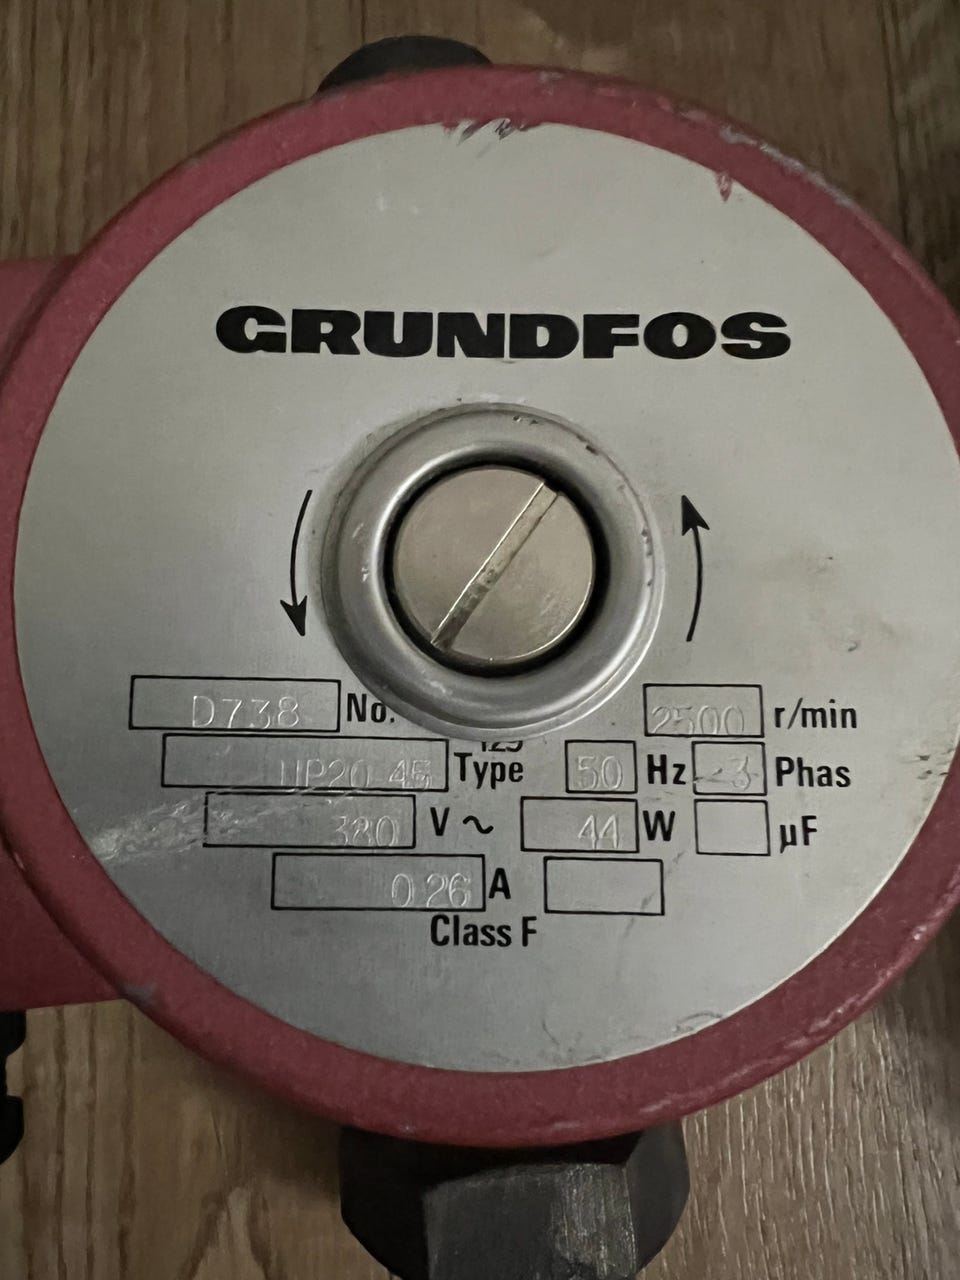 GRUNDFOS
D738 No. 2500 r/min
UP20-45 Type 50 Hz 3 Phas
380 V ~ 44 W µF
0.26 A
Class F